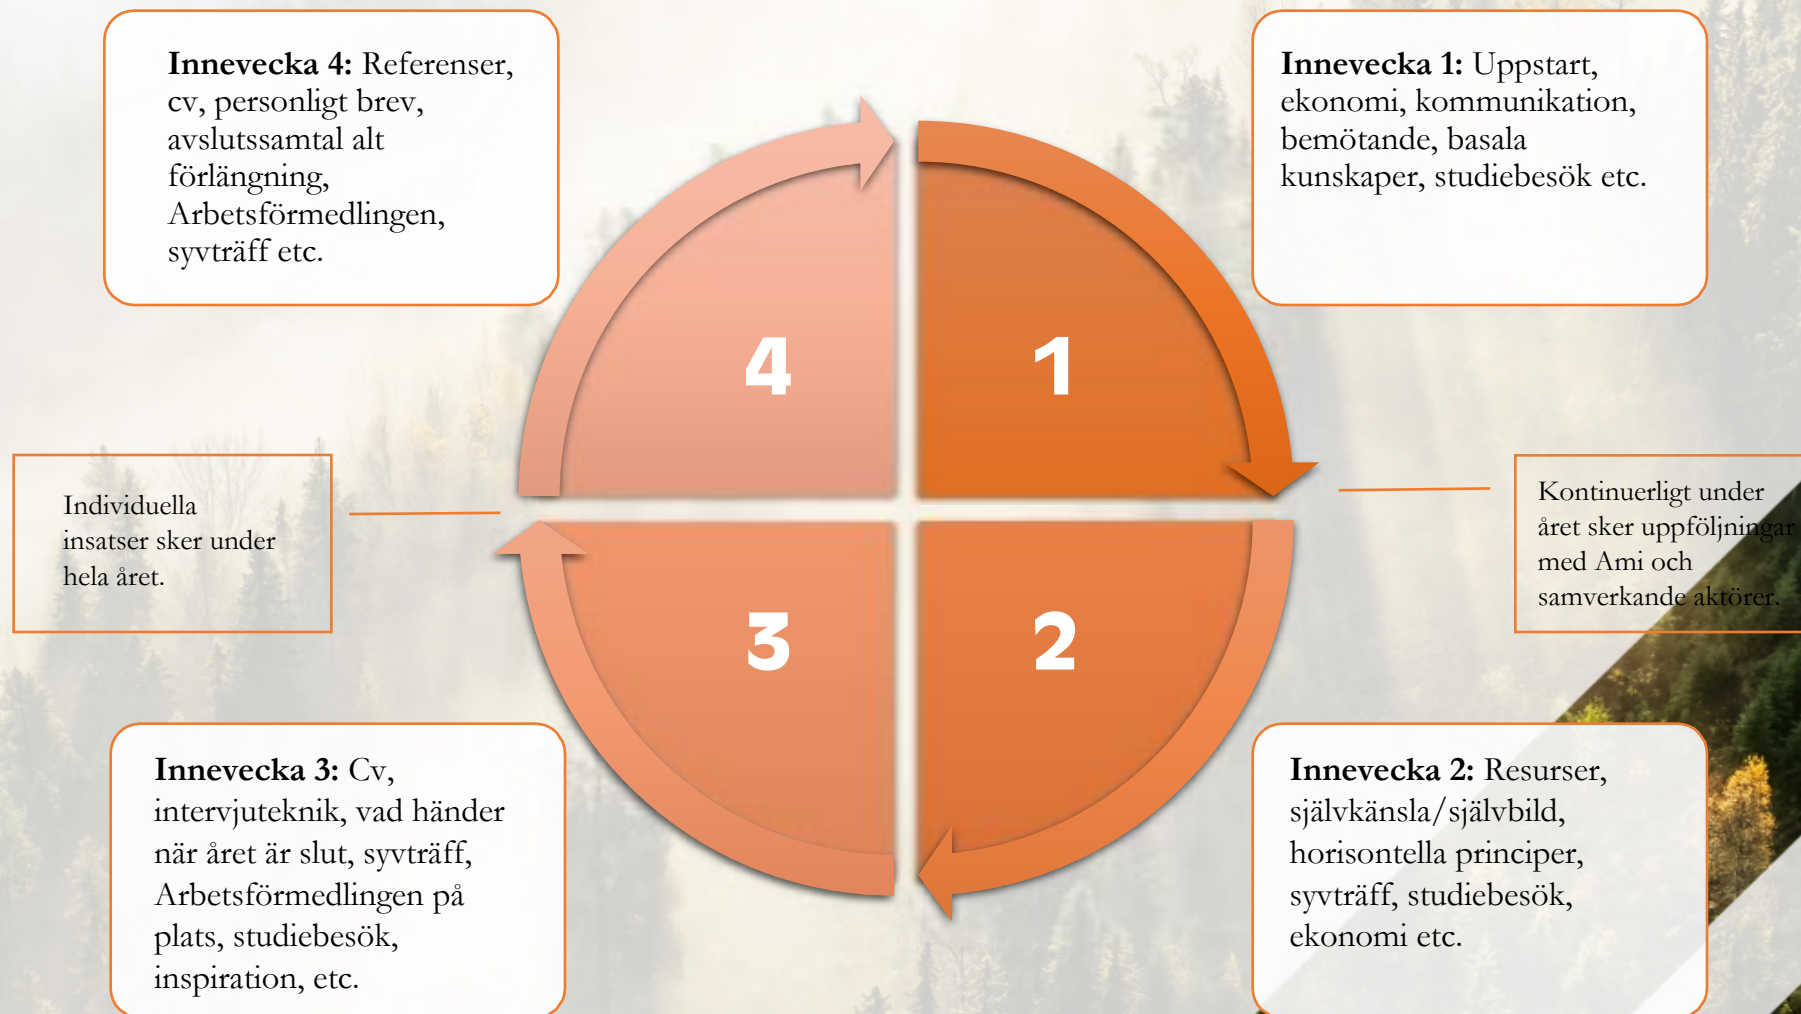 Innevecka 4: Referenser,
cv, personligt brev,
avslutssamtal alt
förlängning,
Arbetsförmedlingen,
syvträff etc.
Innevecka 1: Uppstart,
ekonomi, kommunikation,
bemötande, basala
kunskaper, studiebesök etc.
4
1
Individuella
insatser sker under
hela året.
Kontinuerligt under
året sker uppföljningar
med Ami och
samverkande aktörer.
3
2
Innevecka 3: Cv,
intervjuteknik, vad händer
när året är slut, syvträff,
Arbetsförmedlingen på
plats, studiebesök,
inspiration, etc.
Innevecka 2: Resurser,
självkänsla/självbild,
horisontella principer,
syvträff, studiebesök,
ekonomi etc.